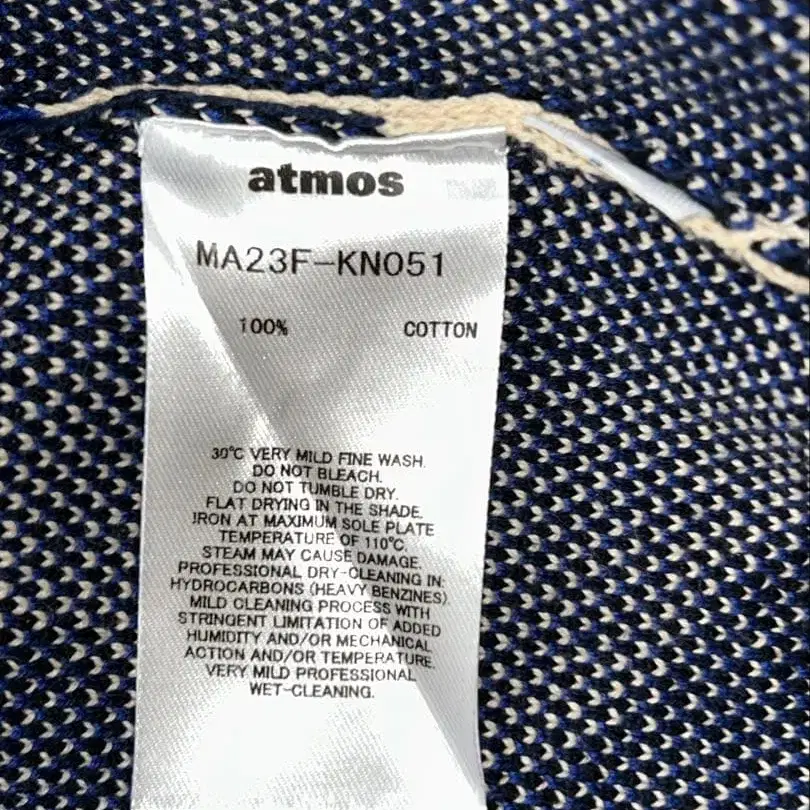 atmos
MA23F-KN051
100% COTTON
30°C VERY MILD FINE WASH.
DO NOT BLEACH.
DO NOT TUMBLE DRY.
FLAT DRYING IN THE SHADE.
IRON AT MAXIMUM SOLE PLATE
TEMPERATURE OF 110°C.
STEAM MAY CAUSE DAMAGE.
PROFESSIONAL DRY-CLEANING IN:
HYDROCARBONS (HEAVY BENZINES).
MILD CLEANING PROCESS WITH
STRINGENT LIMITATION OF ADDED
HUMIDITY AND/OR MECHANICAL
ACTION AND/OR TEMPERATURE.
VERY MILD PROFESSIONAL
WET-CLEANING.